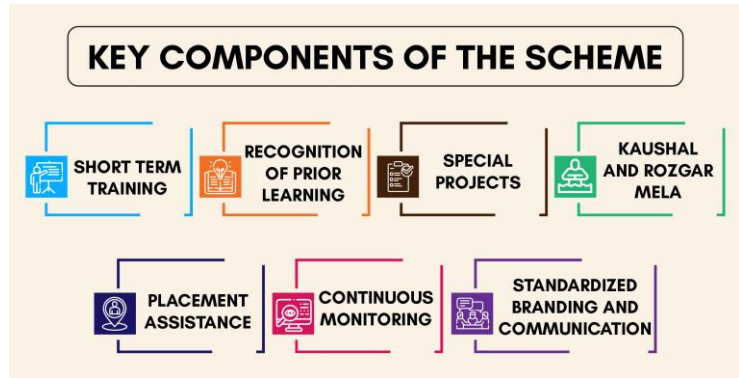 KEY COMPONENTS OF THE SCHEME
SHORT TERM
TRAINING
RECOGNITION
OF PRIOR
LEARNING
SPECIAL
PROJECTS
KAUSHAL
AND ROZGAR
MELA
PLACEMENT
ASSISTANCE
CONTINUOUS
MONITORING
STANDARDIZED
BRANDING AND
COMMUNICATION